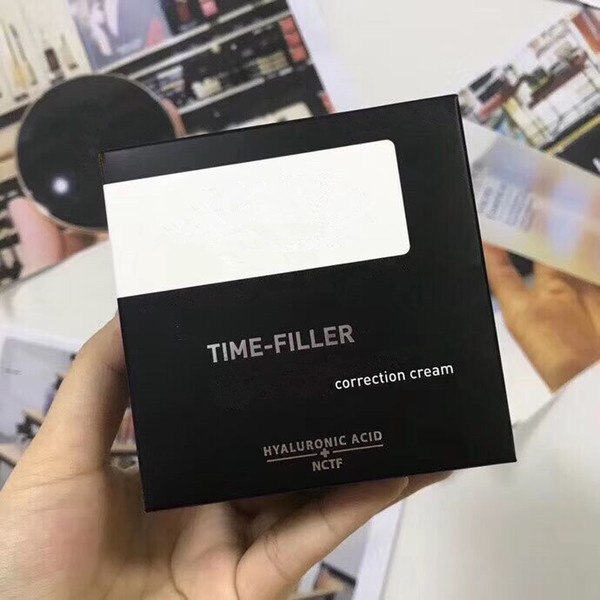 TIME-FILLER
correction cream
HYALURONIC ACID
+
NCTF